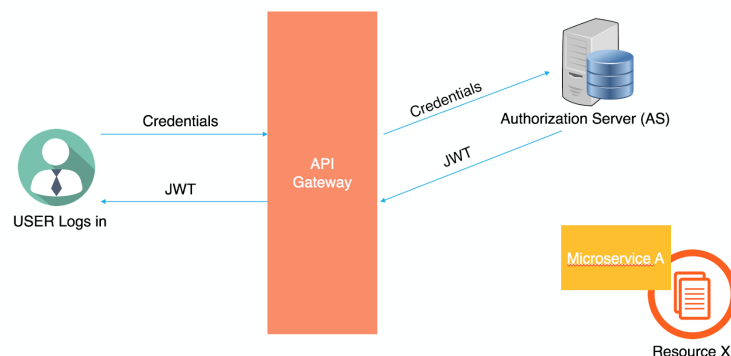 Credentials
JWT
USER Logs in
API
Gateway
Credentials
JWT
Authorization Server (AS)
Microservice A
Resource X